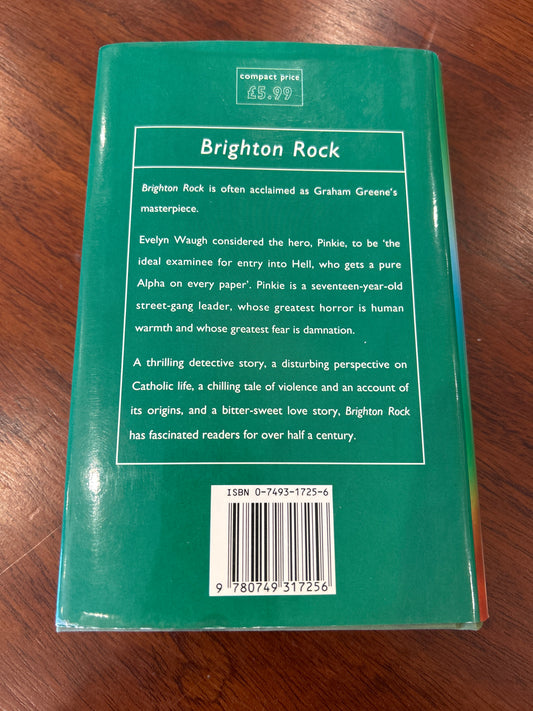 compact price
£5.99
Brighton Rock
Brighton Rock is often acclaimed as Graham Greene's
masterpiece.
Evelyn Waugh considered the hero, Pinkie, to be 'the
ideal examinee for entry into Hell, who gets a pure
Alpha on every paper'. Pinkie is a seventeen-year-old
street-gang leader, whose greatest horror is human
warmth and whose greatest fear is damnation.
A thrilling detective story, a disturbing perspective on
Catholic life, a chilling tale of violence and an account of
its origins, and a bitter-sweet love story, Brighton Rock
has fascinated readers for over half a century.
ISBN 0-7493-1725-6
9 780749 317256